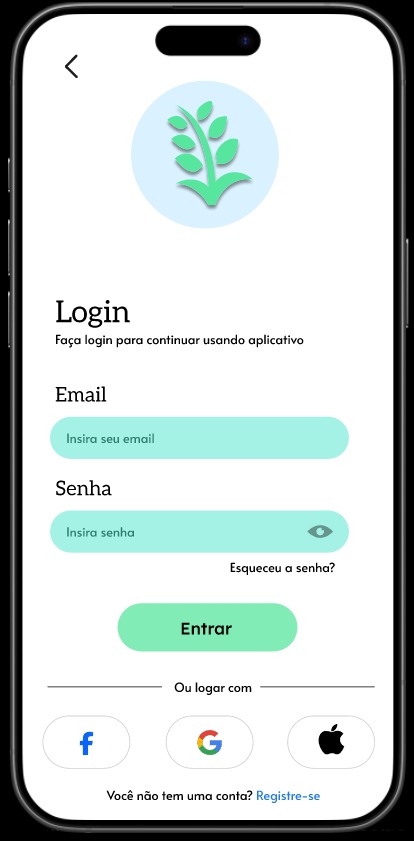 Login
Faça login para continuar usando aplicativo
Email
Insira seu email
Senha
Insira senha
Esqueceu a senha?
Entrar
Ou logar com
Você não tem uma conta? Registre-se